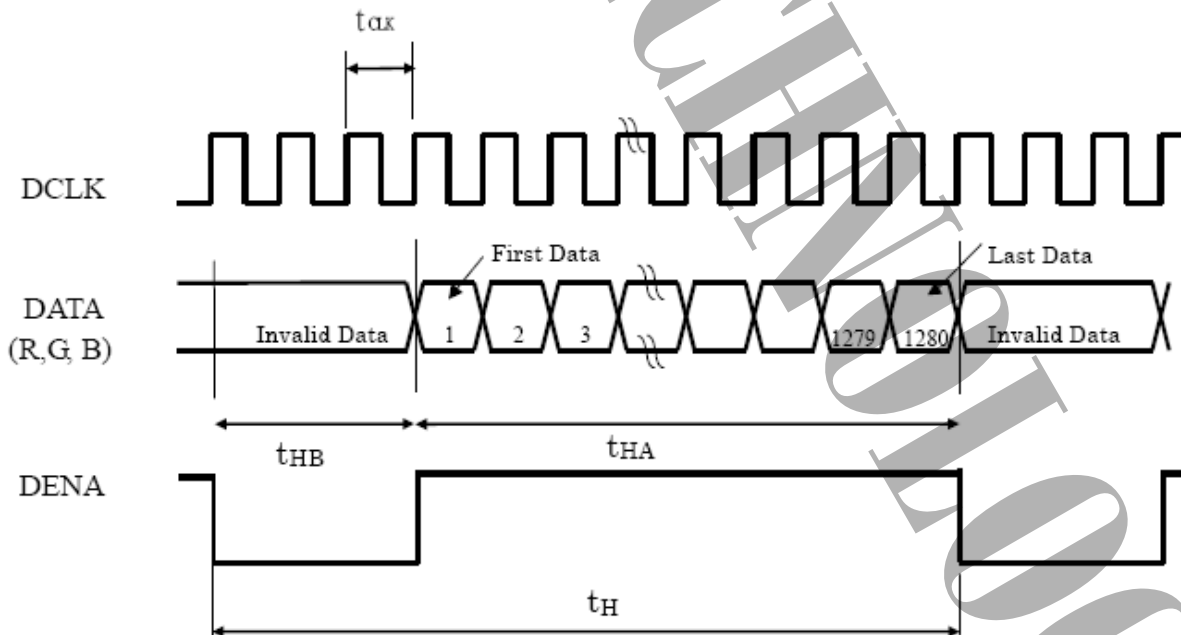 tαx
DCLK
First Data
Last Data
DATA
(R,G, B)
Invalid Data
1
2
3
1279
1280
Invalid Data
tHB
tHA
DENA
tH